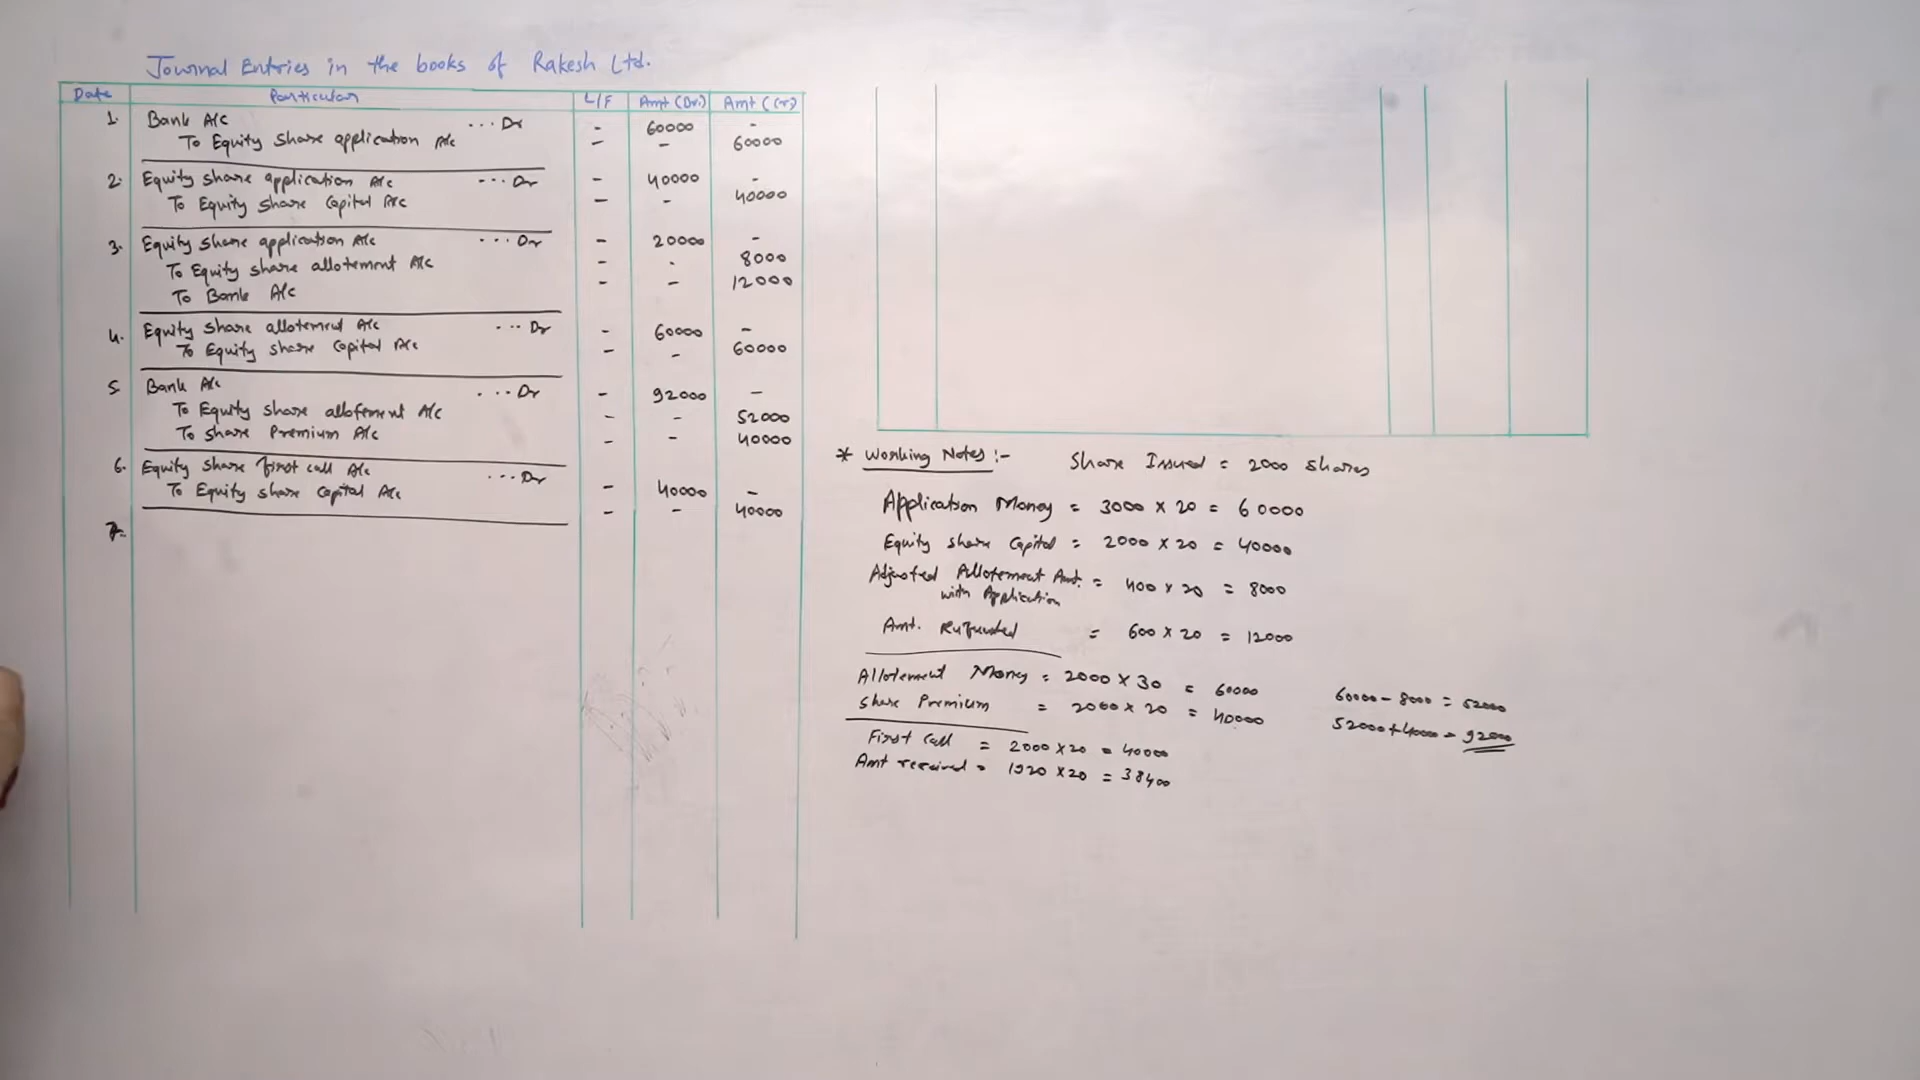 Journal Entries in the books of Rakesh Ltd.
Date Particular L/F Amt (Dr.) Amt (Cr)
1. Bank A/c ... Dr - 60000 -
To Equity Share application A/c - - 60000
2. Equity share application A/c ... Dr - 40000 -
To Equity Share Capital A/c - - 40000
3. Equity share application A/c ... Dr - 20000 -
To Equity share allotement A/c - - 8000
To Bank A/c - - 12000
4. Equity share allotement A/c ... Dr - 60000 -
To Equity share Capital A/c - - 60000
5. Bank A/c ... Dr - 92000 -
To Equity share allotement A/c - - 52000
To Share Premium A/c - - 40000
6. Equity share first call A/c ... Dr - 40000 -
To Equity share capital A/c - - 40000
7.
* Working Notes :- Share Issued = 2000 shares
Application Money = 3000 x 20 = 60000
Equity share Capital = 2000 x 20 = 40000
Adjusted Allotement Amt. = 400 x 20 = 8000
with Application
Amt. Refunded = 600 x 20 = 12000
Allotement Money = 2000 x 30 = 60000 60000 - 8000 = 52000
Share Premium = 2000 x 20 = 40000 52000 + 40000 = 92000
First Call = 2000 x 20 = 40000
Amt received = 1920 x 20 = 38400